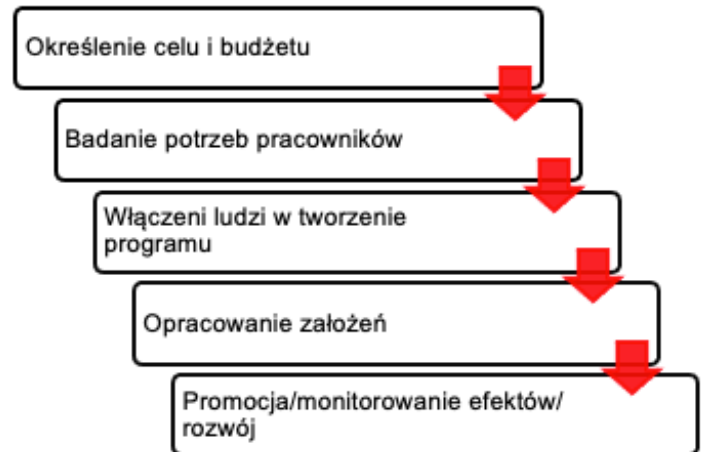 Określenie celu i budżetu
Badanie potrzeb pracowników
Włączeni ludzi w tworzenie
programu
Opracowanie założeń
Promocja/monitorowanie efektów/
rozwój